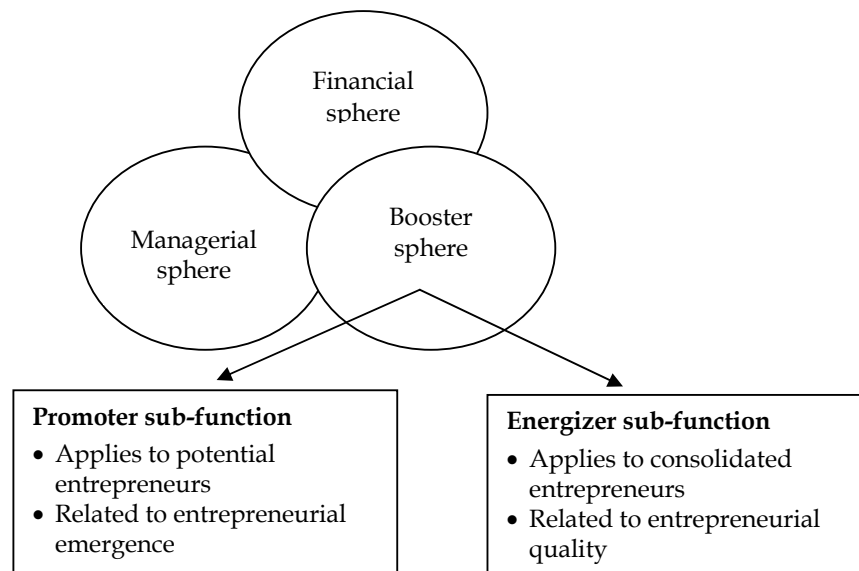 Financial
sphere
Managerial
sphere
Booster
sphere
Promoter sub-function
• Applies to potential
entrepreneurs
• Related to entrepreneurial
emergence
Energizer sub-function
• Applies to consolidated
entrepreneurs
• Related to entrepreneurial
quality